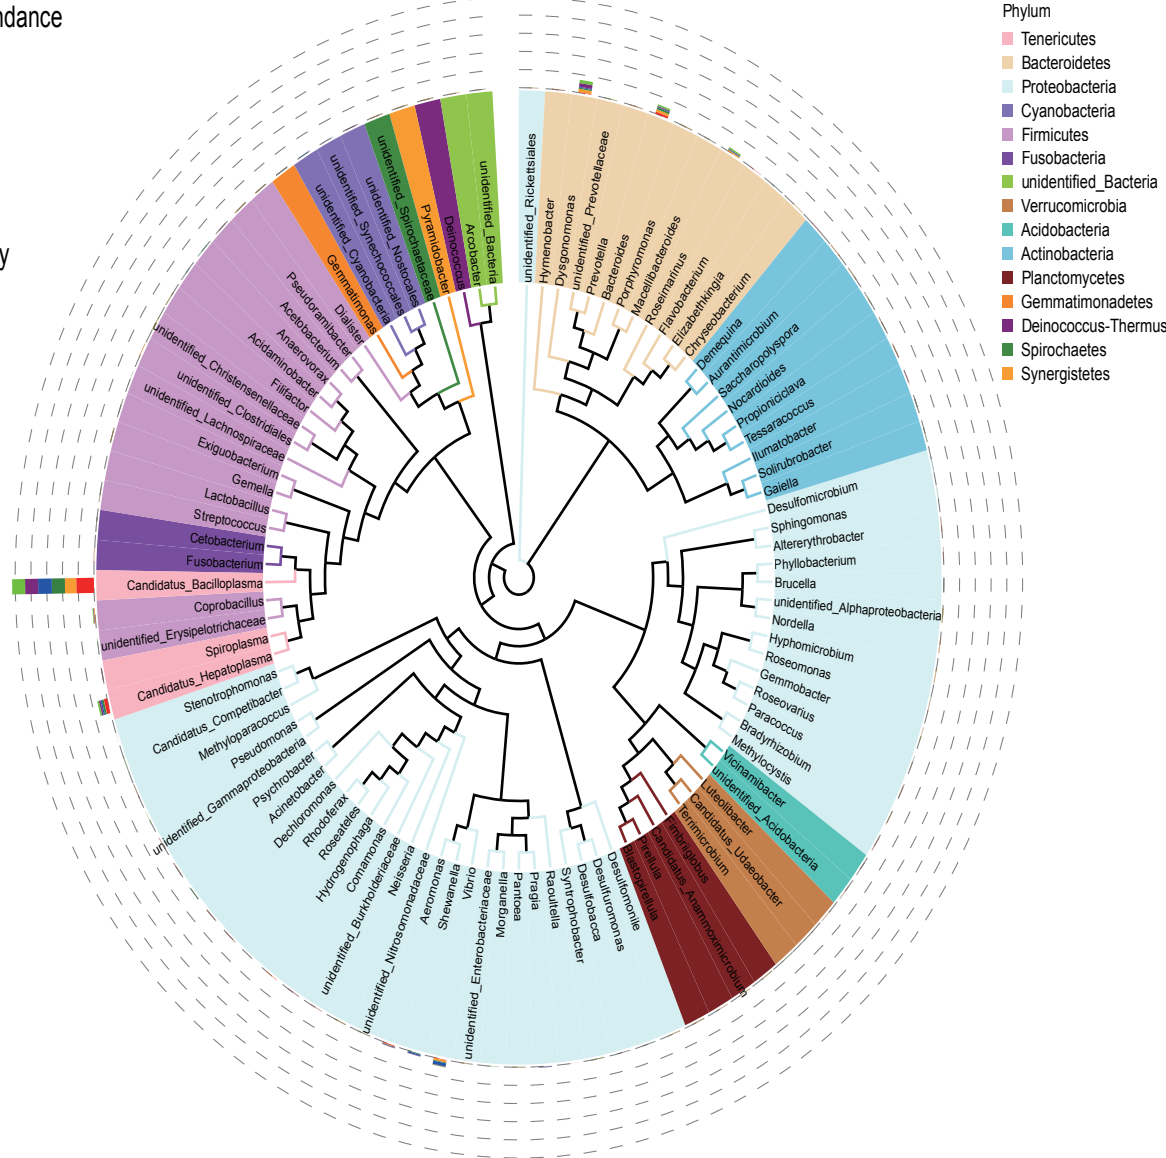 ndance
y
Phylum
Tenericutes
Bacteroidetes
Proteobacteria
Cyanobacteria
Firmicutes
Fusobacteria
unidentified_Bacteria
Verrucomicrobia
Acidobacteria
Actinobacteria
Planctomycetes
Gemmatimonadetes
Deinococcus-Thermus
Spirochaetes
Synergistetes
unidentified_Rickettsiales
Hymenobacter
Dysgonomonas
unidentified_Prevotellaceae
Prevotella
Bacteroides
Porphyromonas
Macellibacteroides
Roseimarinus
Flavobacterium
Elizabethkingia
Chryseobacterium
Demequina
Aurantimicrobium
Saccharopolyspora
Nocardioides
Propioniciclava
Tessaracoccus
Ilumatobacter
Solirubrobacter
Gaiella
Desulfomicrobium
Sphingomonas
Altererythrobacter
Phyllobacterium
Brucella
unidentified_Alphaproteobacteria
Nordella
Hyphomicrobium
Roseomonas
Gemmobacter
Roseovarius
Paracoccus
Bradyrhizobium
Methylocystis
Vicinamibacter
unidentified_Acidobacteria
Luteolibacter
Candidatus_Udaeobacter
Terrimicrobium
Fimbriiglobus
Candidatus_Anammoximicrobium
Pirellula
Blastopirellula
Desulfomonile
Desulfuromonas
Desulfobacca
Syntrophobacter
Raoultella
Pragia
Pantoea
Morganella
unidentified_Enterobacteriaceae
Vibrio
Shewanella
Aeromonas
unidentified_Nitrosomonadaceae
Neisseria
unidentified_Burkholderiaceae
Comamonas
Hydrogenophaga
Roseateles
Rhodoferax
Dechloromonas
Acinetobacter
Psychrobacter
unidentified_Gammaproteobacteria
Pseudomonas
Methyloparacoccus
Candidatus_Competibacter
Stenotrophomonas
Candidatus_Hepatoplasma
Spiroplasma
unidentified_Erysipelotrichaceae
Coprobacillus
Candidatus_Bacilloplasma
Fusobacterium
Cetobacterium
Streptococcus
Lactobacillus
Gemella
Exiguobacterium
unidentified_Lachnospiraceae
unidentified_Clostridiales
unidentified_Christensenellaceae
Filifactor
Acidaminobacter
Anaerovorax
Acetobacterium
Pseudoramibacter
Dialister
Gemmatimonas
unidentified_Cyanobacteria
unidentified_Synechococcales
unidentified_Nostocales
unidentified_Spirochaetaceae
Pyramidobacter
Deinococcus
Arcobacter
unidentified_Bacteria